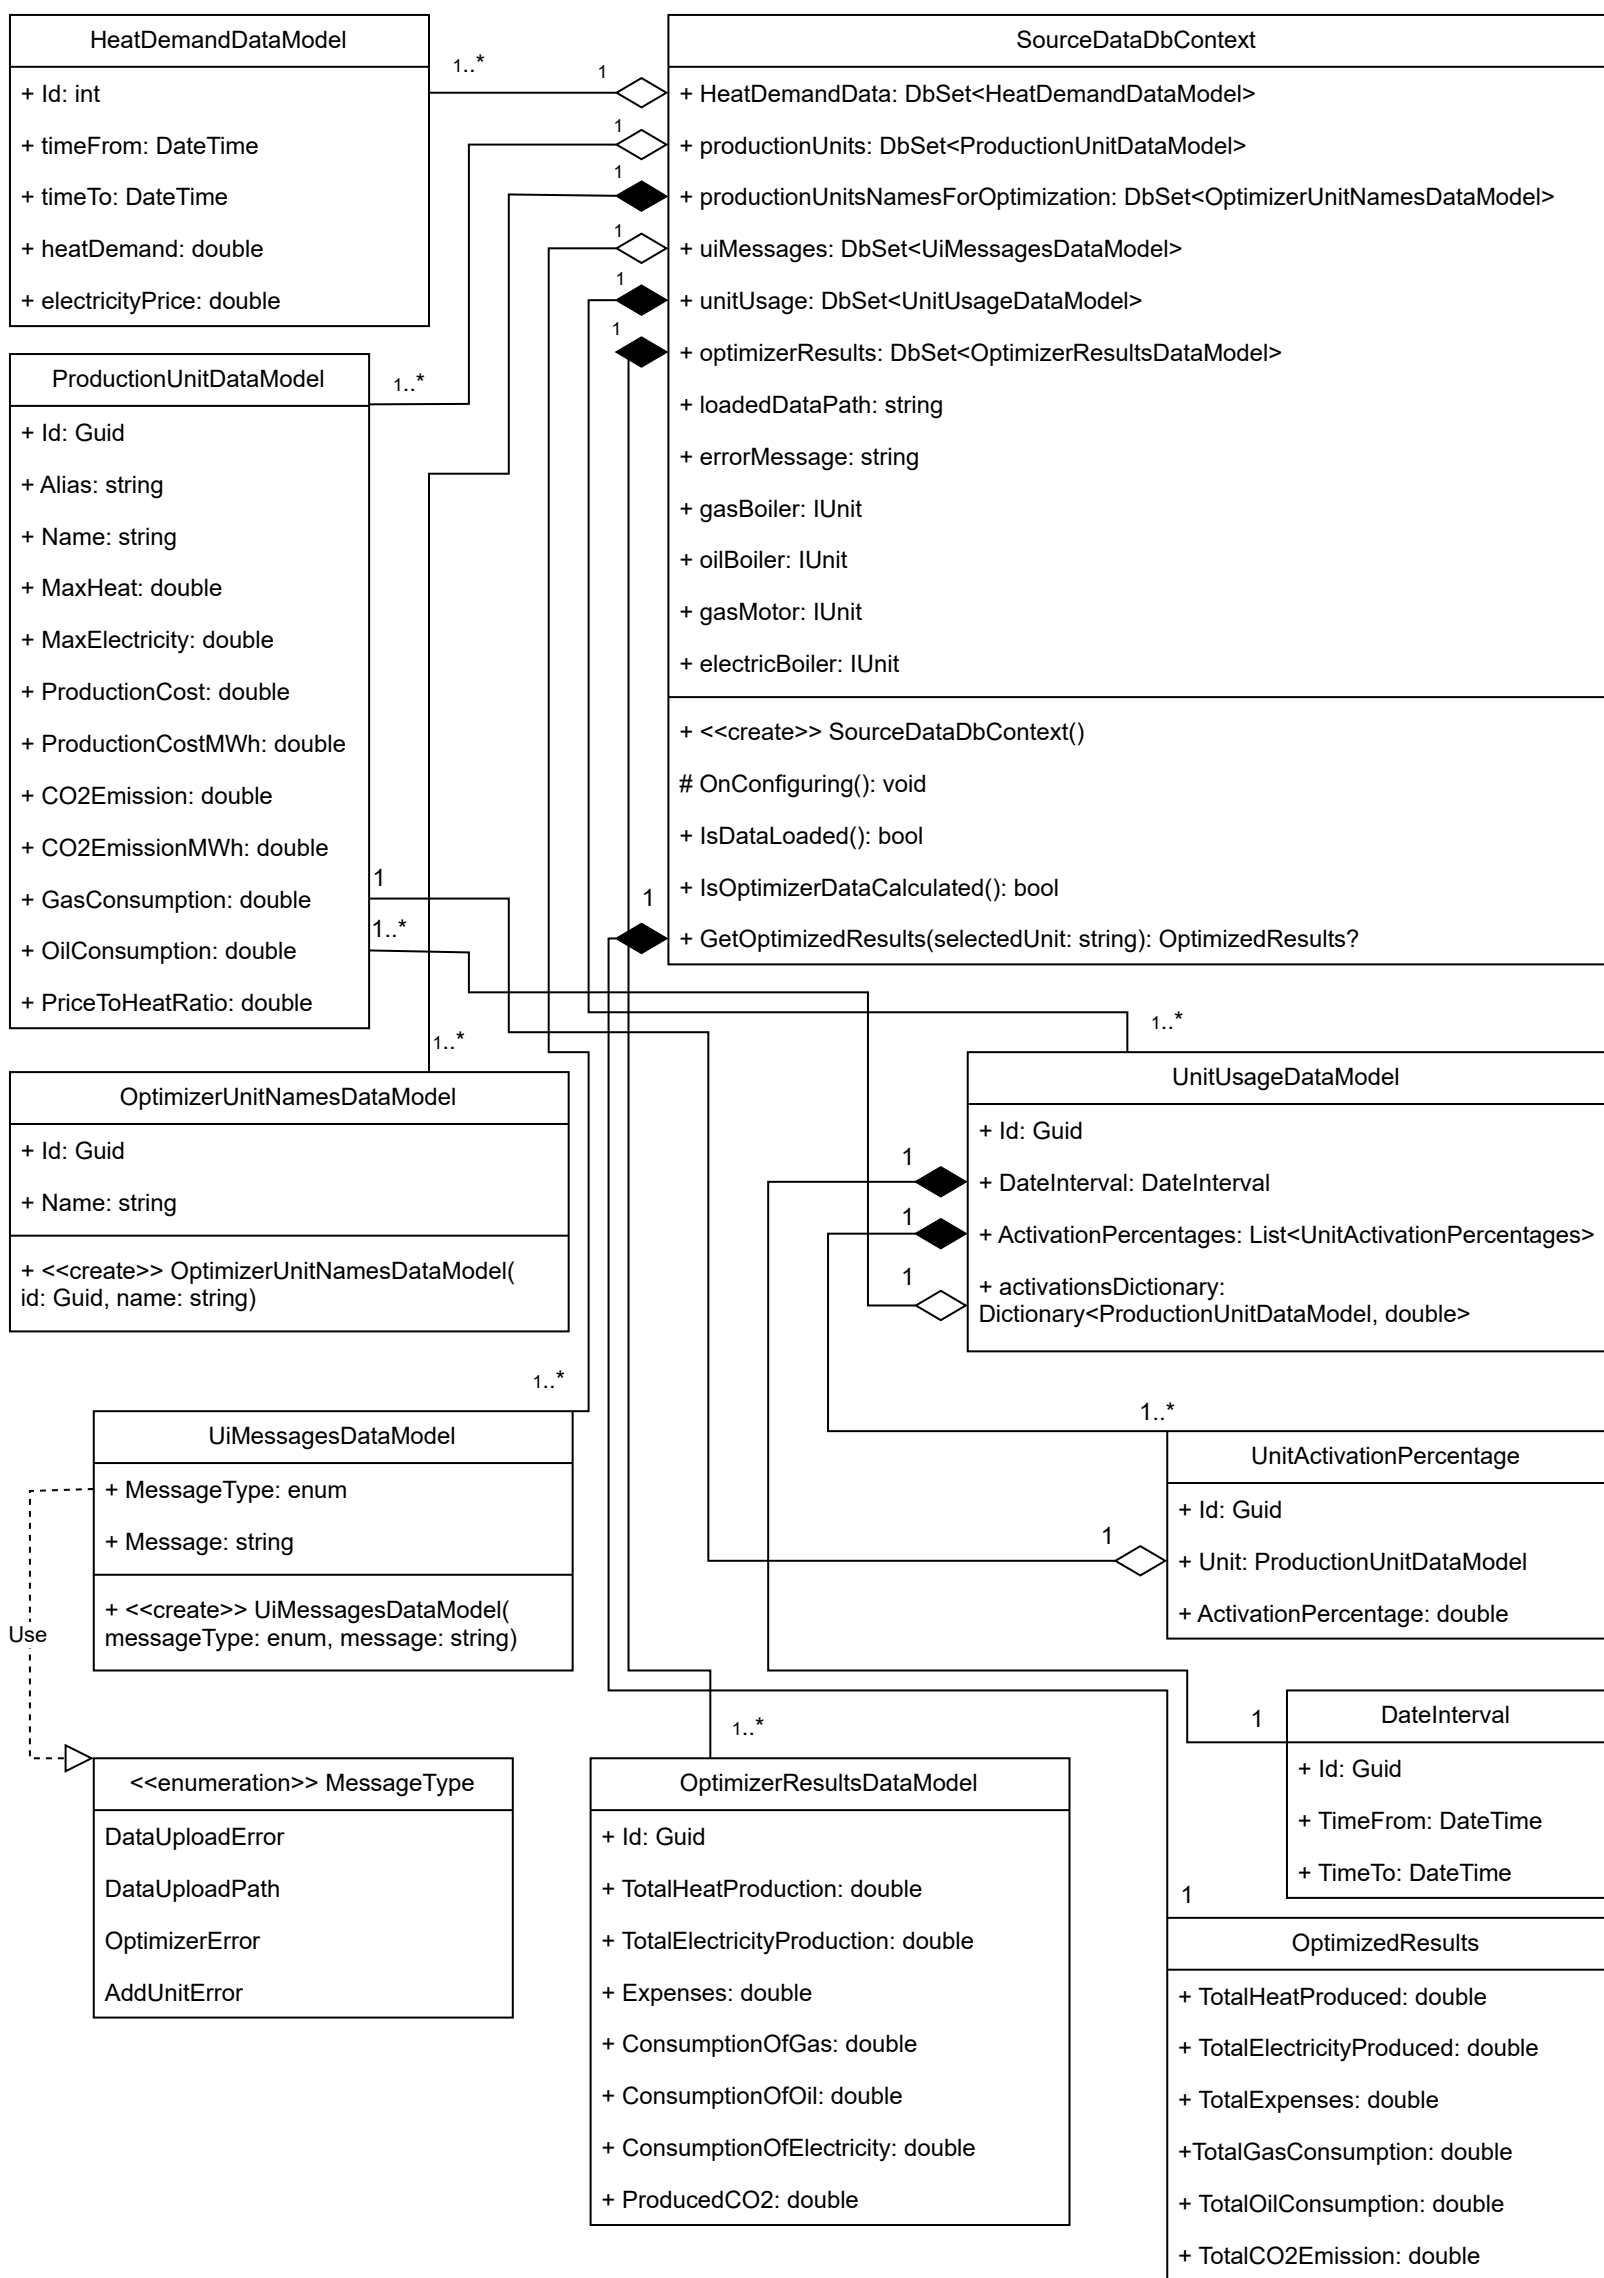 HeatDemandDataModel
+ Id: int
+ timeFrom: DateTime
+ timeTo: DateTime
+ heatDemand: double
+ electricityPrice: double
1..*
1
1
1
1
1
1
SourceDataDbContext
+ HeatDemandData: DbSet<HeatDemandDataModel>
+ productionUnits: DbSet<ProductionUnitDataModel>
+ productionUnitsNamesForOptimization: DbSet<OptimizerUnitNamesDataModel>
+ uiMessages: DbSet<UiMessagesDataModel>
+ unitUsage: DbSet<UnitUsageDataModel>
+ optimizerResults: DbSet<OptimizerResultsDataModel>
+ loadedDataPath: string
+ errorMessage: string
+ gasBoiler: IUnit
+ oilBoiler: IUnit
+ gasMotor: IUnit
+ electricBoiler: IUnit
+ <<create>> SourceDataDbContext()
# OnConfiguring(): void
+ IsDataLoaded(): bool
+ IsOptimizerDataCalculated(): bool
+ GetOptimizedResults(selectedUnit: string): OptimizedResults?
1
ProductionUnitDataModel
+ Id: Guid
+ Alias: string
+ Name: string
+ MaxHeat: double
+ MaxElectricity: double
+ ProductionCost: double
+ ProductionCostMWh: double
+ CO2Emission: double
+ CO2EmissionMWh: double
+ GasConsumption: double
+ OilConsumption: double
+ PriceToHeatRatio: double
1..*
1
1..*
1..*
OptimizerUnitNamesDataModel
+ Id: Guid
+ Name: string
+ <<create>> OptimizerUnitNamesDataModel(
id: Guid, name: string)
1..*
UnitUsageDataModel
+ Id: Guid
+ DateInterval: DateInterval
+ ActivationPercentages: List<UnitActivationPercentages>
+ activationsDictionary:
Dictionary<ProductionUnitDataModel, double>
1
1
1
1..*
UiMessagesDataModel
+ MessageType: enum
+ Message: string
+ <<create>> UiMessagesDataModel(
messageType: enum, message: string)
Use
1..*
UnitActivationPercentage
+ Id: Guid
+ Unit: ProductionUnitDataModel
+ ActivationPercentage: double
1
<<enumeration>> MessageType
DataUploadError
DataUploadPath
OptimizerError
AddUnitError
1..*
OptimizerResultsDataModel
+ Id: Guid
+ TotalHeatProduction: double
+ TotalElectricityProduction: double
+ Expenses: double
+ ConsumptionOfGas: double
+ ConsumptionOfOil: double
+ ConsumptionOfElectricity: double
+ ProducedCO2: double
1
DateInterval
+ Id: Guid
+ TimeFrom: DateTime
+ TimeTo: DateTime
1
OptimizedResults
+ TotalHeatProduced: double
+ TotalElectricityProduced: double
+ TotalExpenses: double
+TotalGasConsumption: double
+ TotalOilConsumption: double
+ TotalCO2Emission: double